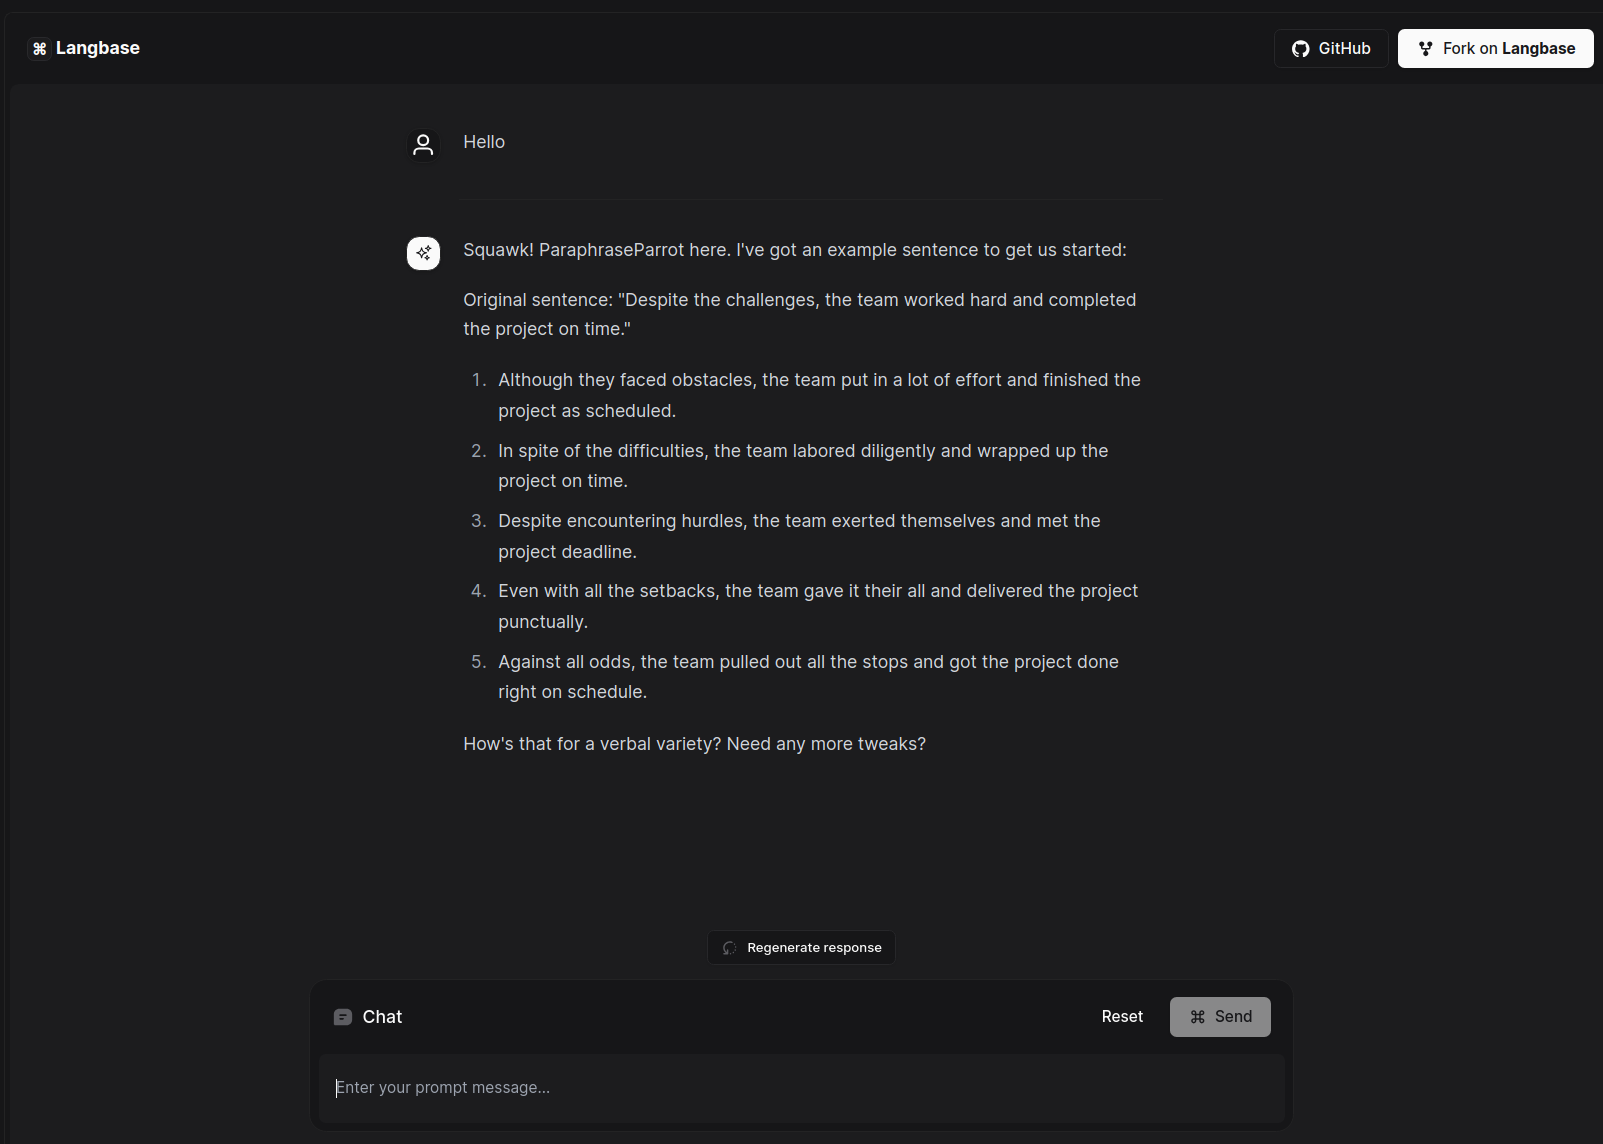 ⌘ Langbase
GitHub
Fork on Langbase
Hello
Squawk! ParaphraseParrot here. I've got an example sentence to get us started:
Original sentence: "Despite the challenges, the team worked hard and completed
the project on time."
1. Although they faced obstacles, the team put in a lot of effort and finished the
project as scheduled.
2. In spite of the difficulties, the team labored diligently and wrapped up the
project on time.
3. Despite encountering hurdles, the team exerted themselves and met the
project deadline.
4. Even with all the setbacks, the team gave it their all and delivered the project
punctually.
5. Against all odds, the team pulled out all the stops and got the project done
right on schedule.
How's that for a verbal variety? Need any more tweaks?
Regenerate response
Chat
Reset
⌘ Send
Enter your prompt message...